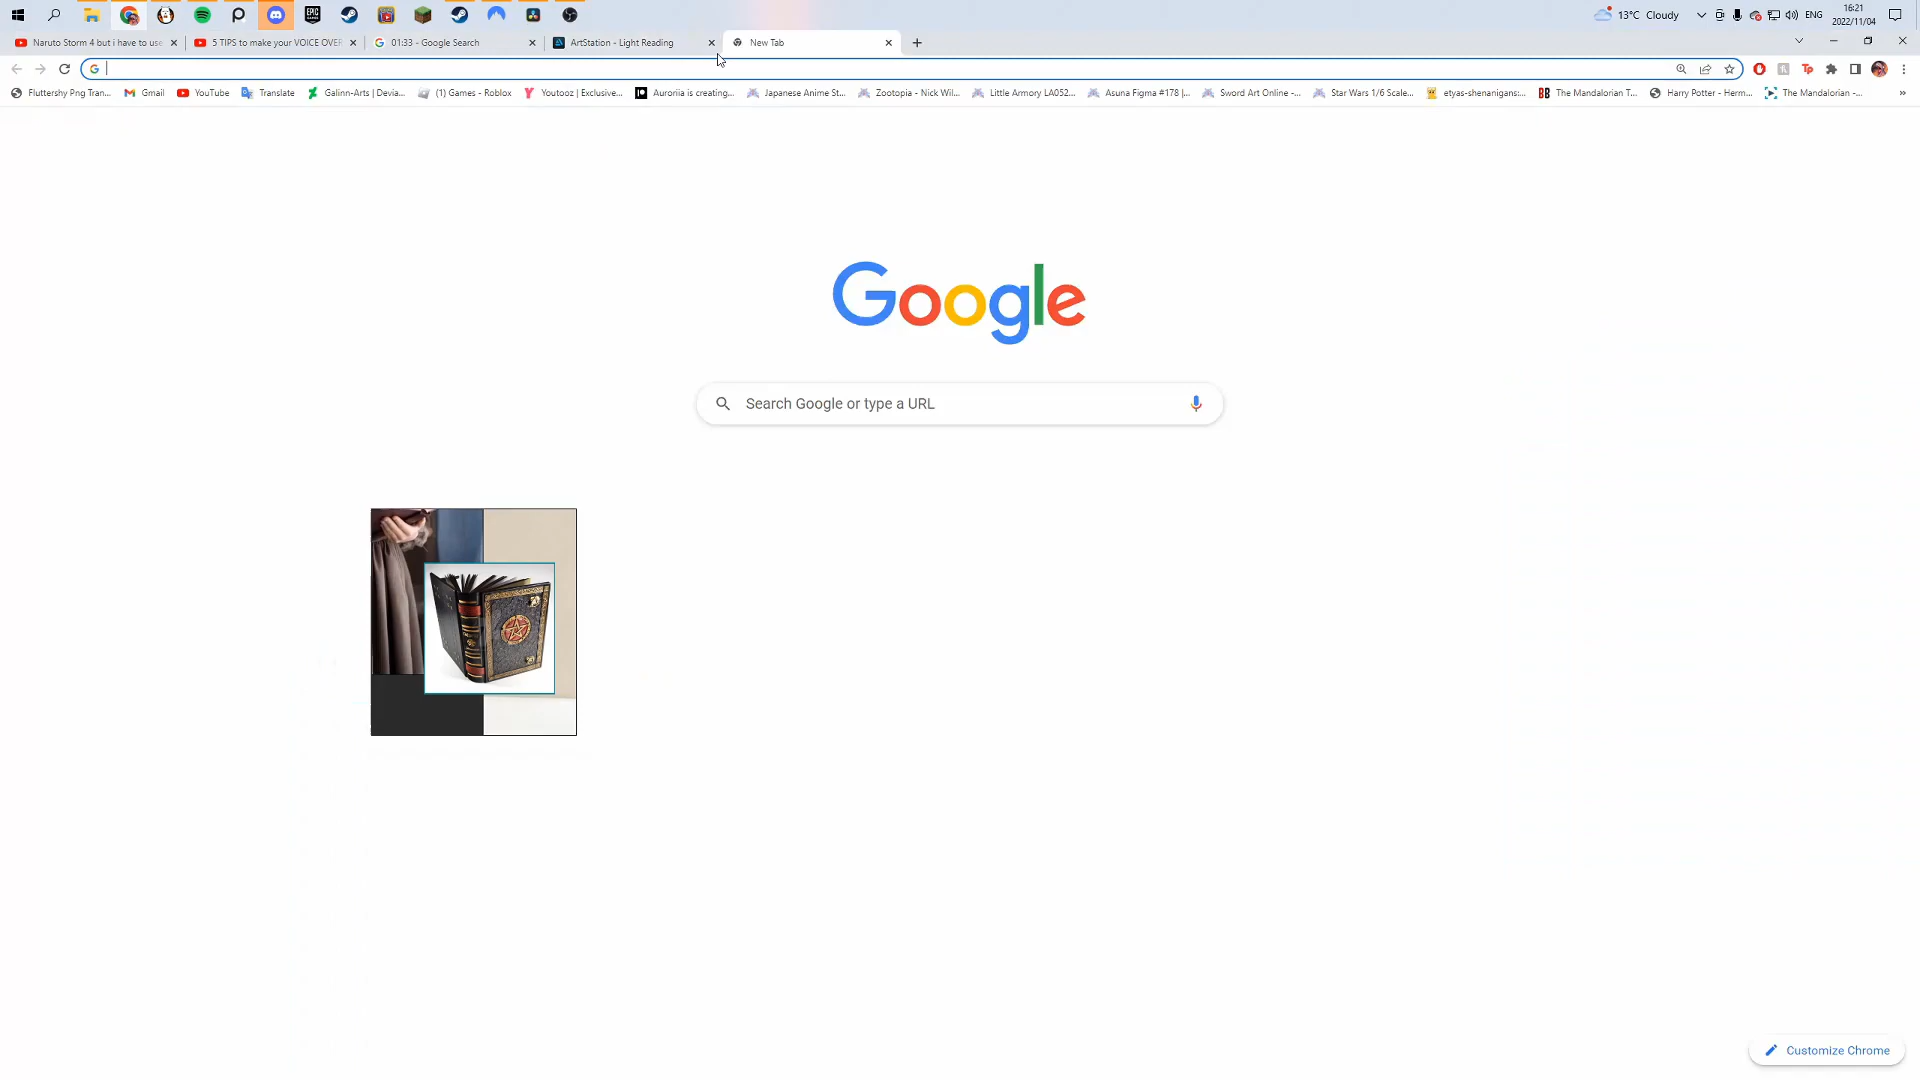 EPIC GAMES
13°C Cloudy
ENG
16:21
2022/11/04
Naruto Storm 4 but i have to use
5 TIPS to make your VOICE OVER
01:33 - Google Search
ArtStation - Light Reading
New Tab
Fluttershy Png Tran...
Gmail
YouTube
Translate
Galinn-Arts | Devia...
(1) Games - Roblox
Youtooz | Exclusive...
Auroriia is creating...
Japanese Anime St...
Zootopia - Nick Wil...
Little Armory LA052...
Asuna Figma #178 |...
Sword Art Online -...
Star Wars 1/6 Scale...
etyas-shenanigans:...
The Mandalorian T...
Harry Potter - Herm...
The Mandalorian -...
Google
Search Google or type a URL
Customize Chrome